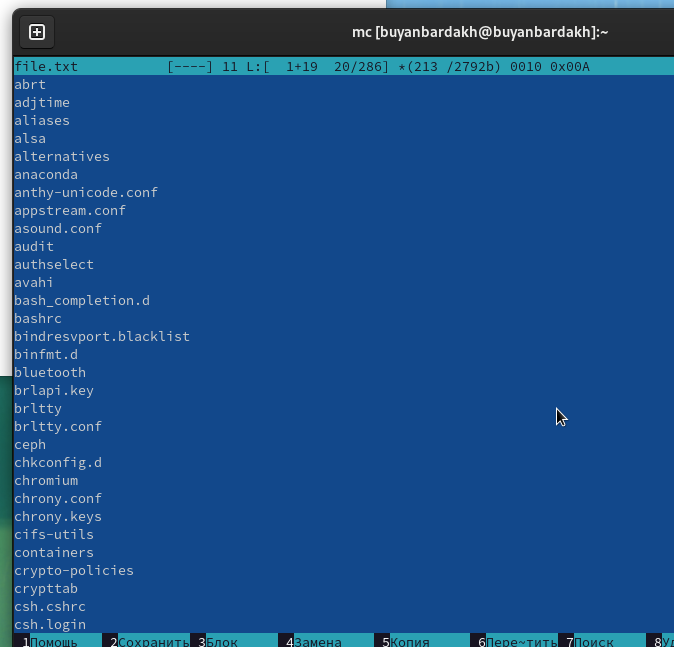 mc [buyanbardakh@buyanbardakh]:~
file.txt [----] 11 L:[ 1+19 20/286] *(213 /2792b) 0010 0x00A
abrt
adjtime
aliases
alsa
alternatives
anaconda
anthy-unicode.conf
appstream.conf
asound.conf
audit
authselect
avahi
bash_completion.d
bashrc
bindresvport.blacklist
binfmt.d
bluetooth
brlapi.key
brltty
brltty.conf
ceph
chkconfig.d
chromium
chrony.conf
chrony.keys
cifs-utils
containers
crypto-policies
crypttab
csh.cshrc
csh.login
1Помощь 2Сохранить 3Блок 4Замена 5Копия 6Пере~тить 7Поиск 8